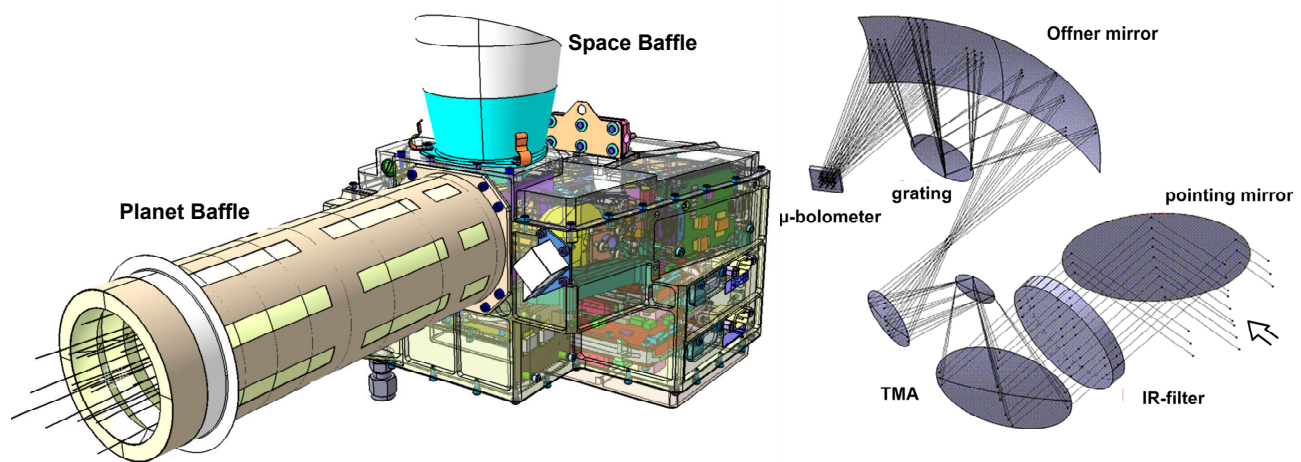 Space Baffle
Planet Baffle
Offner mirror
grating
μ-bolometer
pointing mirror
TMA
IR-filter